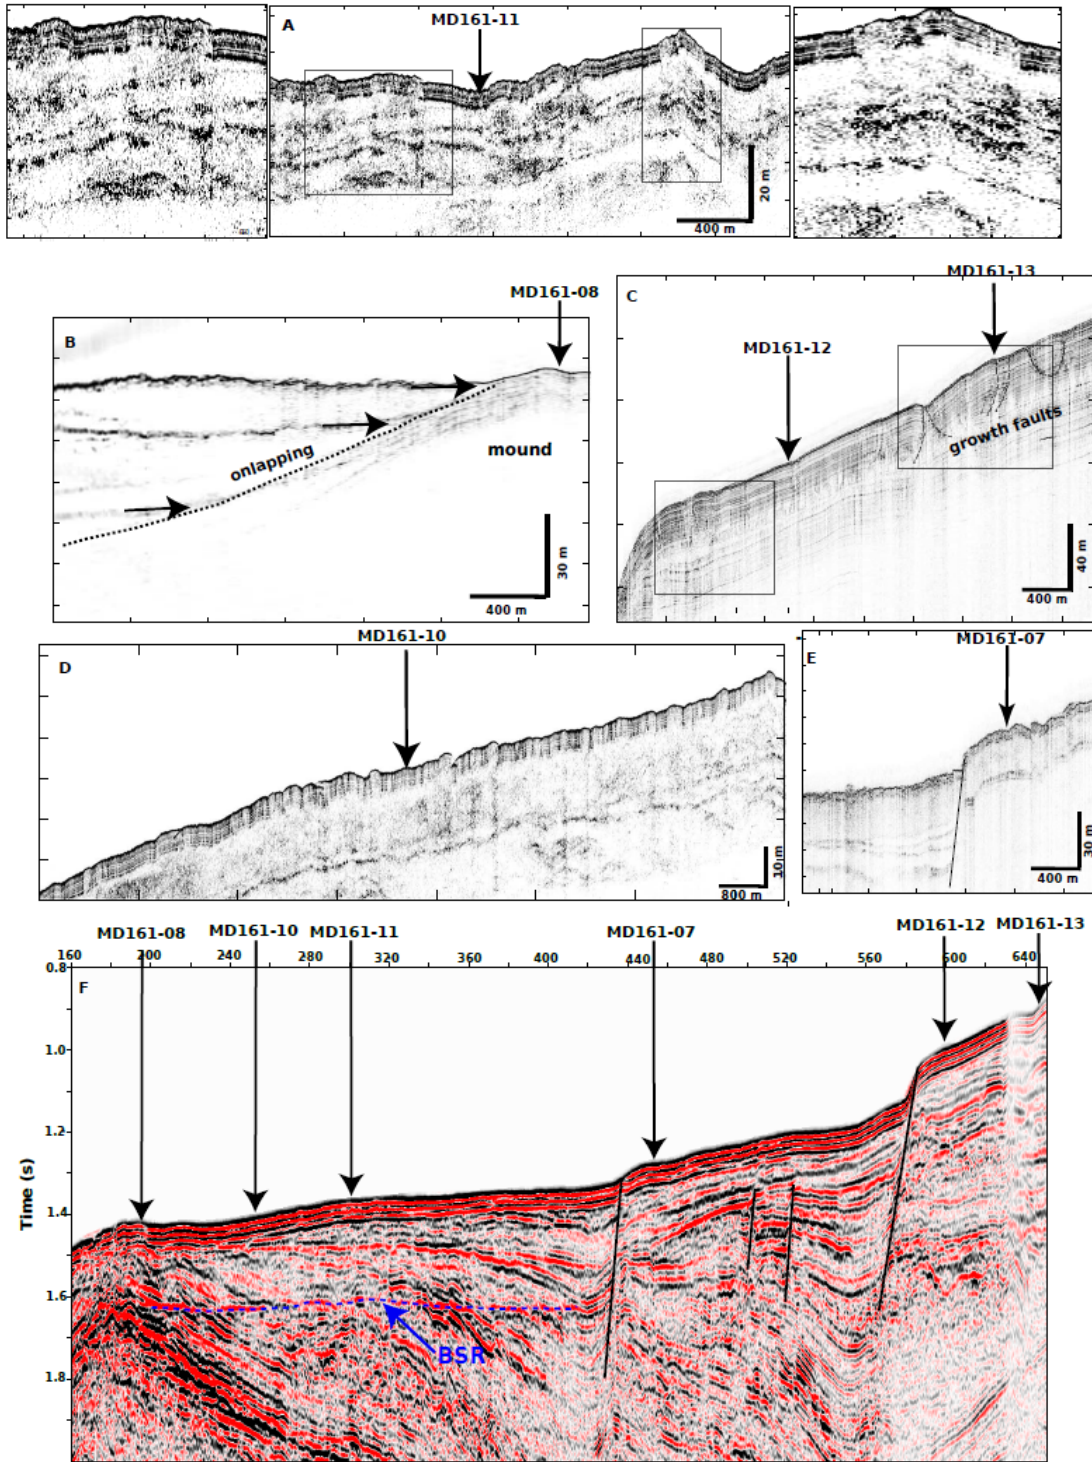 A
MD161-11
20 m
400 m
MD161-08
B
onlapping
mound
30 m
400 m
MD161-13
C
MD161-12
growth faults
40 m
400 m
MD161-10
D
10 m
800 m
MD161-07
E
30 m
400 m
MD161-08 MD161-10 MD161-11 MD161-07 MD161-12 MD161-13
160 200 240 280 320 360 400 440 480 520 560 600 640
0.8
F
1.0
1.2
Time (s)
1.4
1.6
BSR
1.8